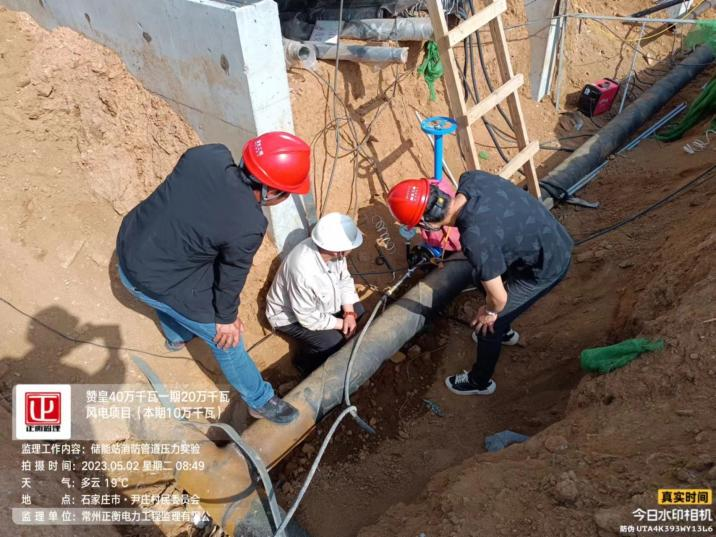 正
正衡监理
赞皇40万千瓦一期20万千瓦
风电项目（本期10万千瓦）
监理工作内容：储能站消防管道压力实验
拍摄时间：2023.05.02 星期二 08:49
天气：多云 19℃
地点：石家庄市·尹庄村村民委员会
监理单位：常州正衡电力工程监理有限公司
真实时间
今日水印相机
防伪 UTA4K393WY13L6